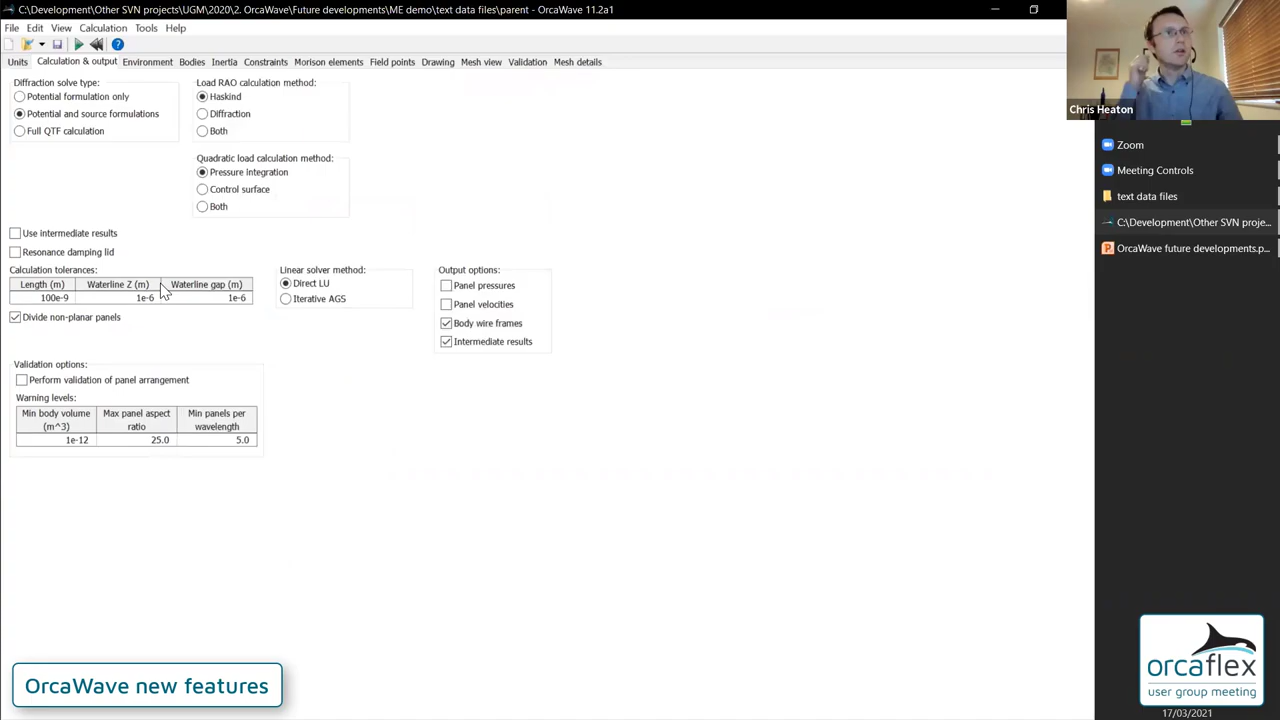 C:\Development\Other SVN projects\UGM\2020\2. OrcaWave\Future developments\ME demo\text data files\parent - OrcaWave 11.2a1
File Edit View Calculation Tools Help
Units Calculation & output Environment Bodies Inertia Constraints Morison elements Field points Drawing Mesh view Validation Mesh details
Diffraction solve type:
Potential formulation only
Potential and source formulations
Full QTF calculation
Load RAO calculation method:
Haskind
Diffraction
Both
Quadratic load calculation method:
Pressure integration
Control surface
Both
Use intermediate results
Resonance damping lid
Calculation tolerances:
Length (m) Waterline Z (m) Waterline gap (m)
100e-9 1e-6 1e-6
Divide non-planar panels
Linear solver method:
Direct LU
Iterative AGS
Output options:
Panel pressures
Panel velocities
Body wire frames
Intermediate results
Validation options:
Perform validation of panel arrangement
Warning levels:
Min body volume Max panel aspect Min panels per
(m^3) ratio wavelength
1e-12 25.0 5.0
Chris Heaton
Zoom
Meeting Controls
text data files
C:\Development\Other SVN proje...
OrcaWave future developments.p...
OrcaWave new features
orcaflex
user group meeting
17/03/2021